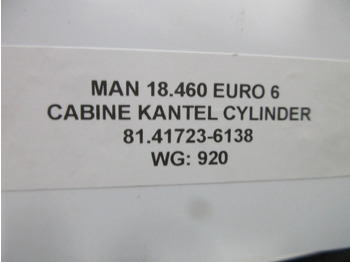 MAN 18.460 EURO 6
CABINE KANTEL CYLINDER
81.41723-6138
WG: 920